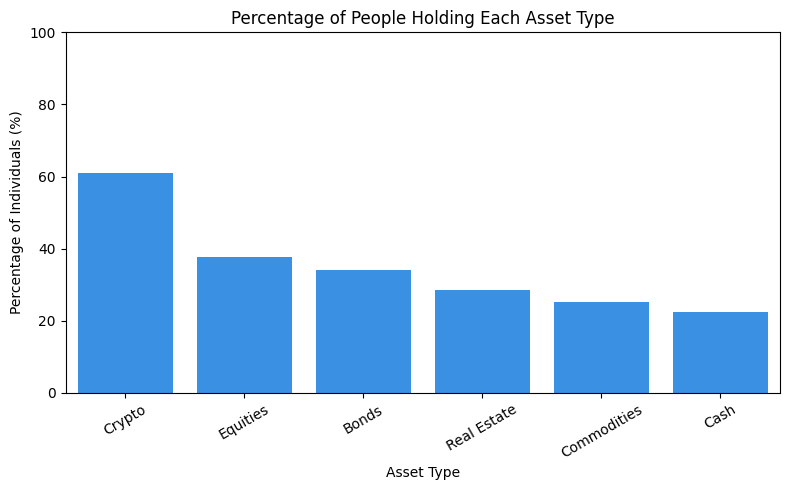 Percentage of People Holding Each Asset Type
100
80
60
40
20
0
Percentage of Individuals (%)
Crypto
Equities
Bonds
Real Estate
Commodities
Cash
Asset Type